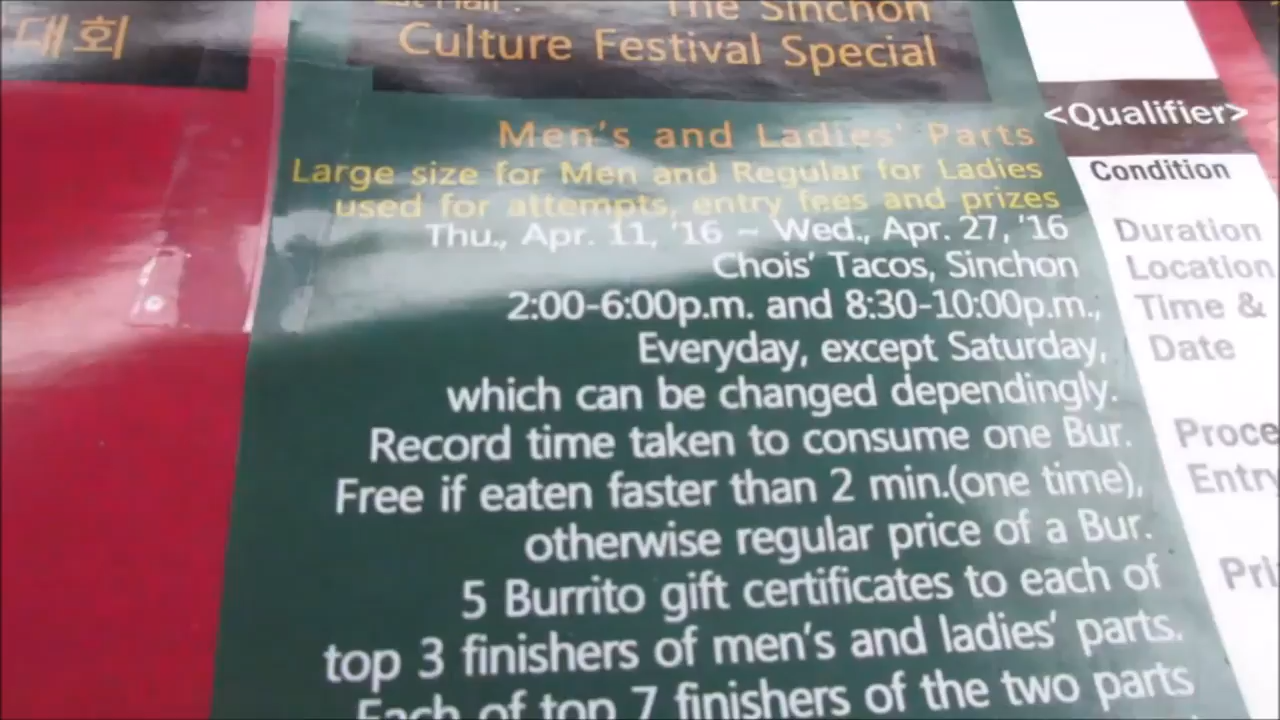 대회
The Sinchon
Culture Festival Special
<Qualifier>
Men's and Ladies' Parts
Large size for Men and Regular for Ladies
Condition
used for attempts, entry fees and prizes
Thu., Apr. 11, '16 ~ Wed., Apr. 27, '16
Duration
Chois' Tacos, Sinchon
Location
2:00-6:00p.m. and 8:30-10:00p.m.,
Time &
Everyday, except Saturday,
Date
which can be changed dependingly.
Record time taken to consume one Bur.
Proce
Free if eaten faster than 2 min.(one time),
Entry
otherwise regular price of a Bur.
5 Burrito gift certificates to each of
Pri
top 3 finishers of men's and ladies' parts.
Each of top 7 finishers of the two parts